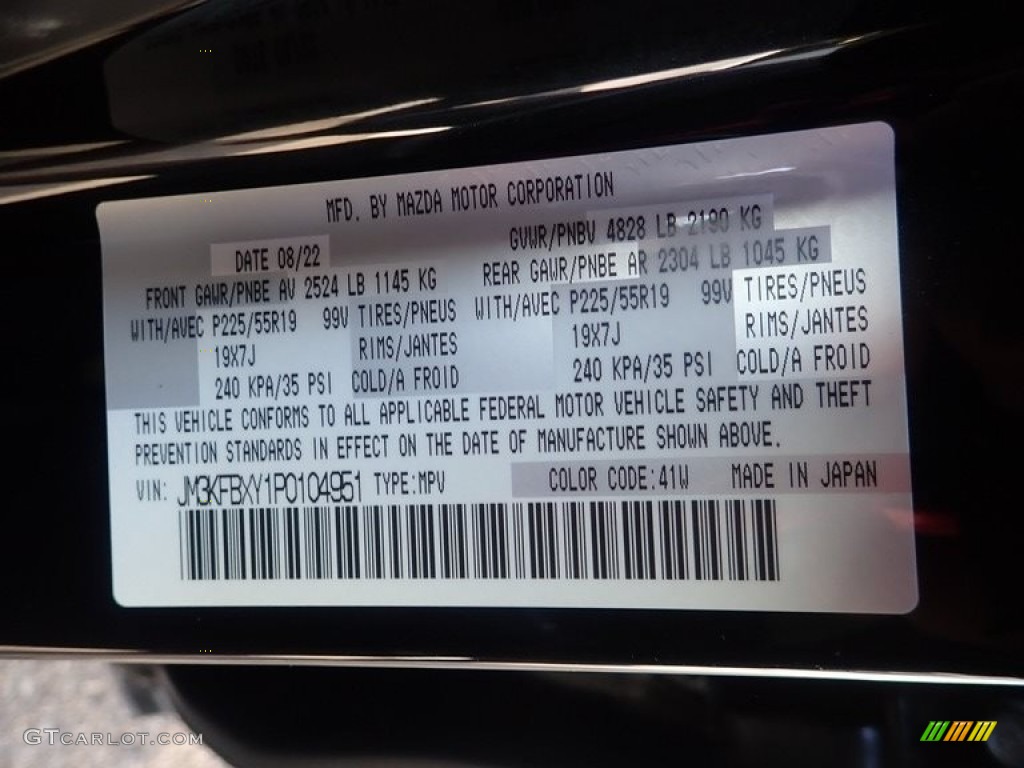 MFD. BY MAZDA MOTOR CORPORATION
DATE 08/22 GVWR/PNBV 4828 LB 2190 KG
FRONT GAWR/PNBE AV 2524 LB 1145 KG REAR GAWR/PNBE AR 2304 LB 1045 KG
WITH/AVEC P225/55R19 99V TIRES/PNEUS WITH/AVEC P225/55R19 99V TIRES/PNEUS
19X7J RIMS/JANTES 19X7J RIMS/JANTES
240 KPA/35 PSI COLD/A FROID 240 KPA/35 PSI COLD/A FROID
THIS VEHICLE CONFORMS TO ALL APPLICABLE FEDERAL MOTOR VEHICLE SAFETY AND THEFT
PREVENTION STANDARDS IN EFFECT ON THE DATE OF MANUFACTURE SHOWN ABOVE.
VIN: JM3KFBXY1P0104951 TYPE:MPV COLOR CODE:41W MADE IN JAPAN
GTCARLOT.COM